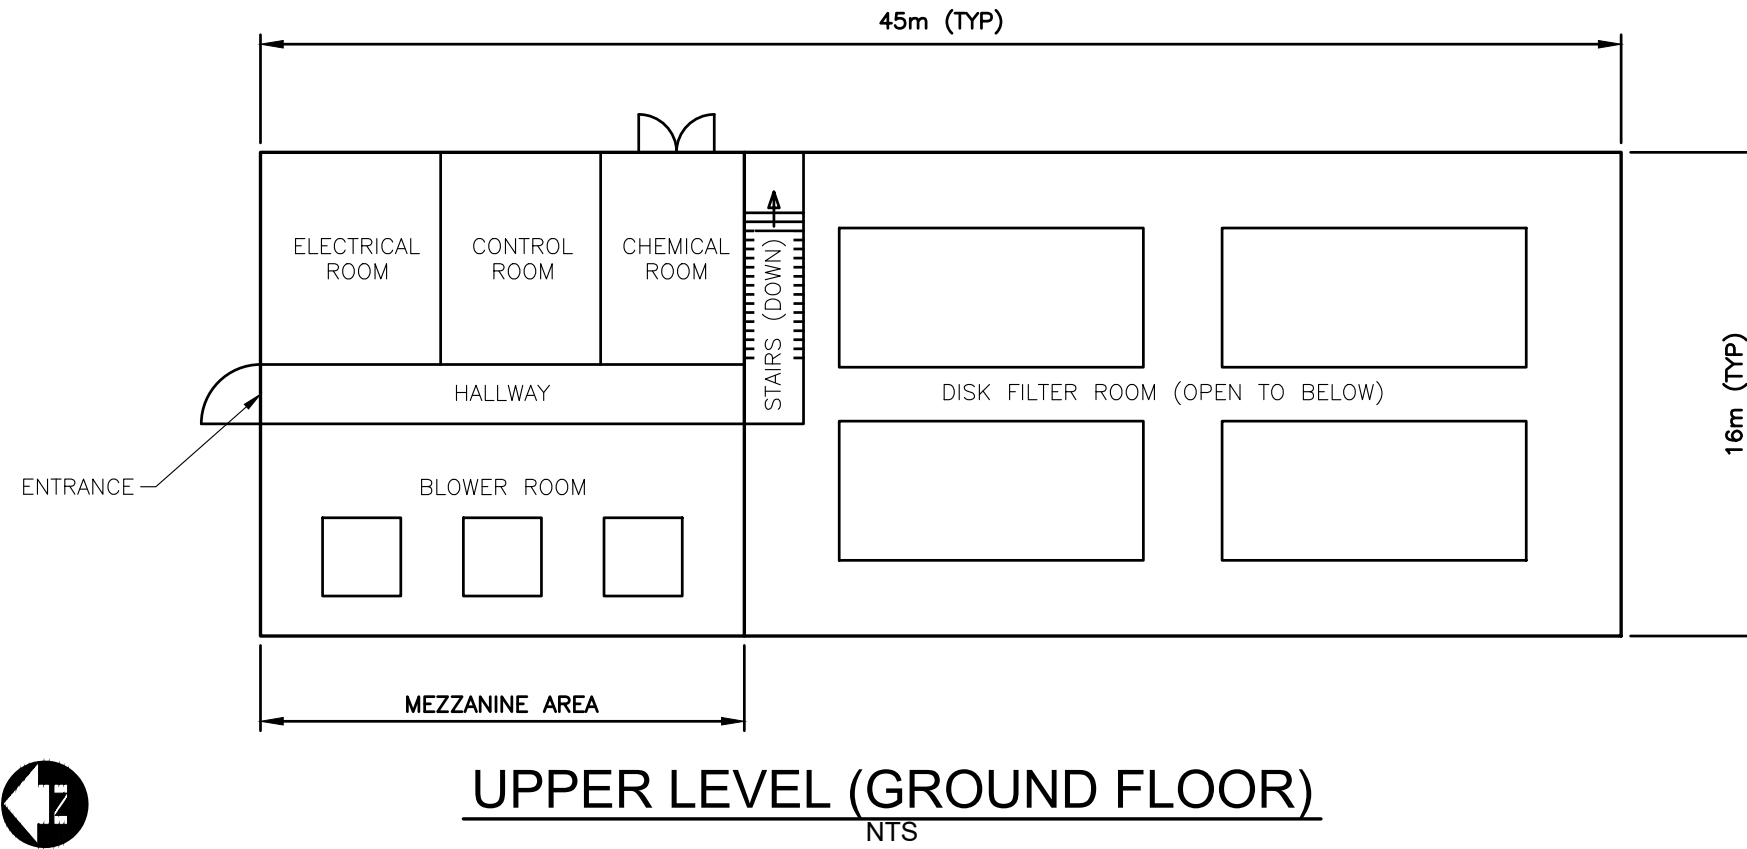 45m (TYP)
ELECTRICAL
ROOM
CONTROL
ROOM
CHEMICAL
ROOM
STAIRS (DOWN)
HALLWAY
DISK FILTER ROOM (OPEN TO BELOW)
16m (TYP)
ENTRANCE
BLOWER ROOM
MEZZANINE AREA
N
UPPER LEVEL (GROUND FLOOR)
NTS